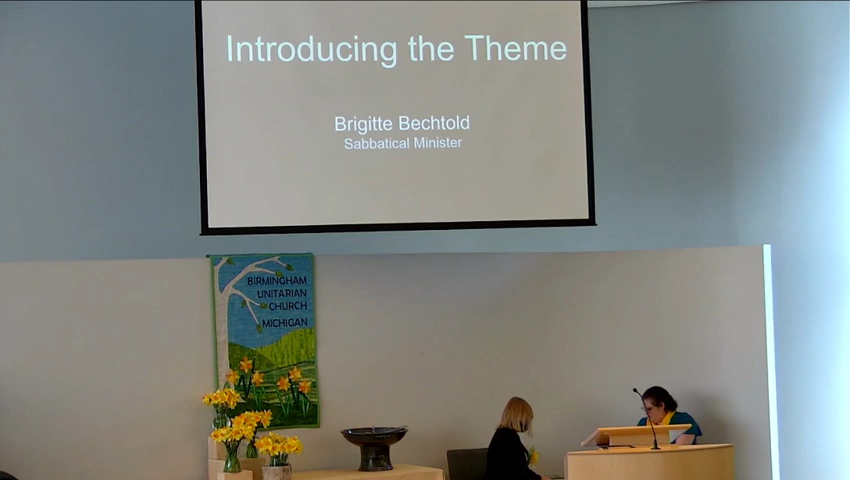 Introducing the Theme
Brigitte Bechtold
Sabbatical Minister
BIRMINGHAM
UNITARIAN
CHURCH
MICHIGAN